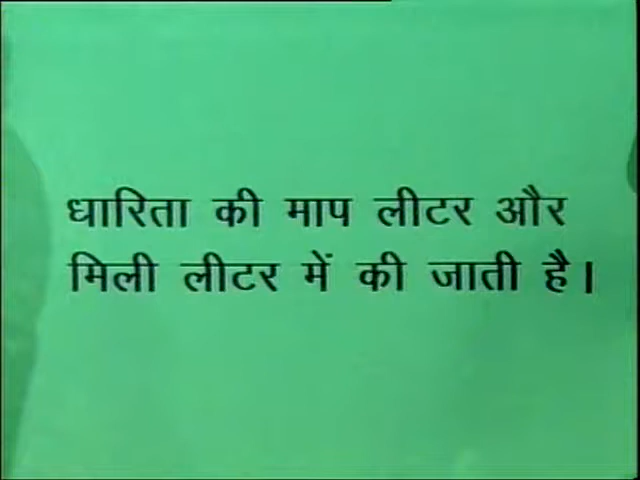 धारिता की माप लीटर और
मिली लीटर में की जाती है।